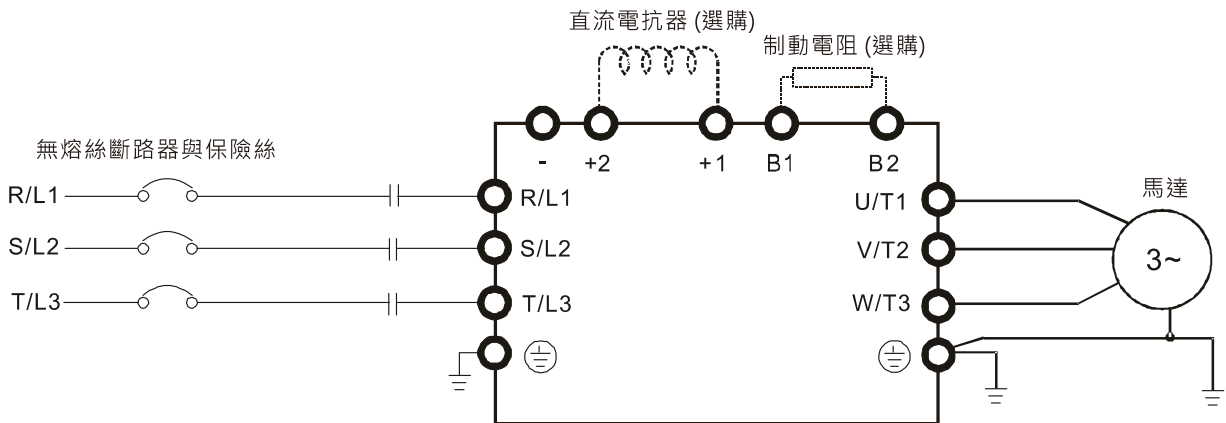 直流電抗器 (選購)
制動電阻 (選購)
無熔絲斷路器與保險絲
- +2 +1 B1 B2
馬達
R/L1 R/L1 U/T1
S/L2 S/L2 V/T2 3~
T/L3 T/L3 W/T3